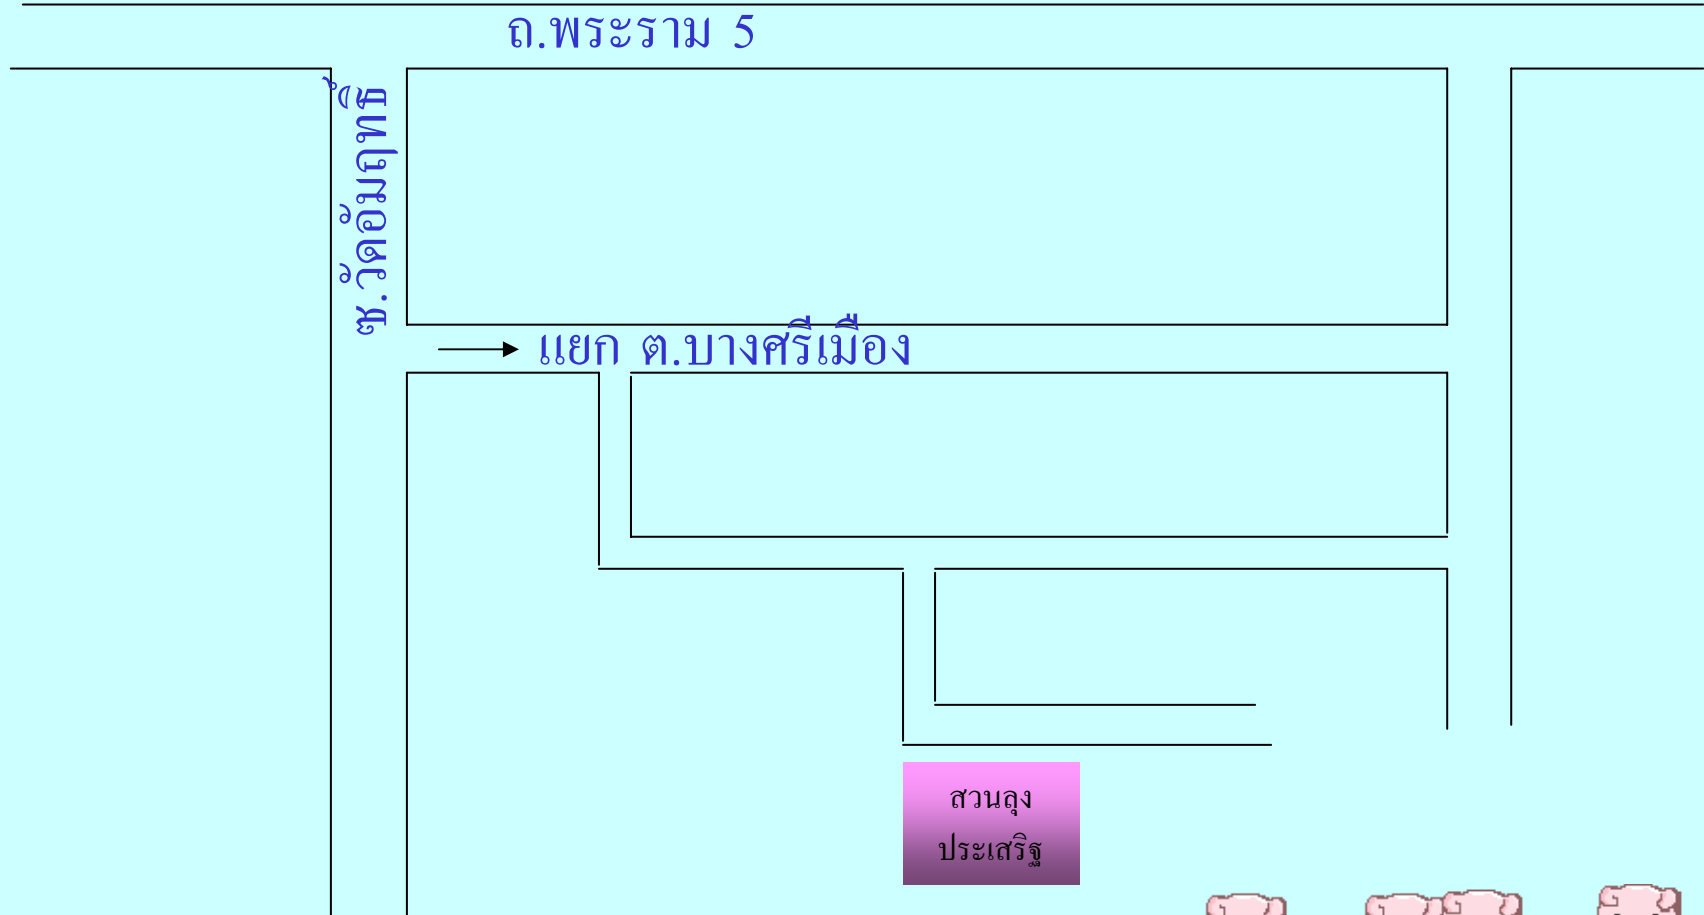 ถ.พระราม 5
ซ.วัดอัมฤทธิ์
แยก ต.บางศรีเมือง
สวนลุง
ประเสริฐ